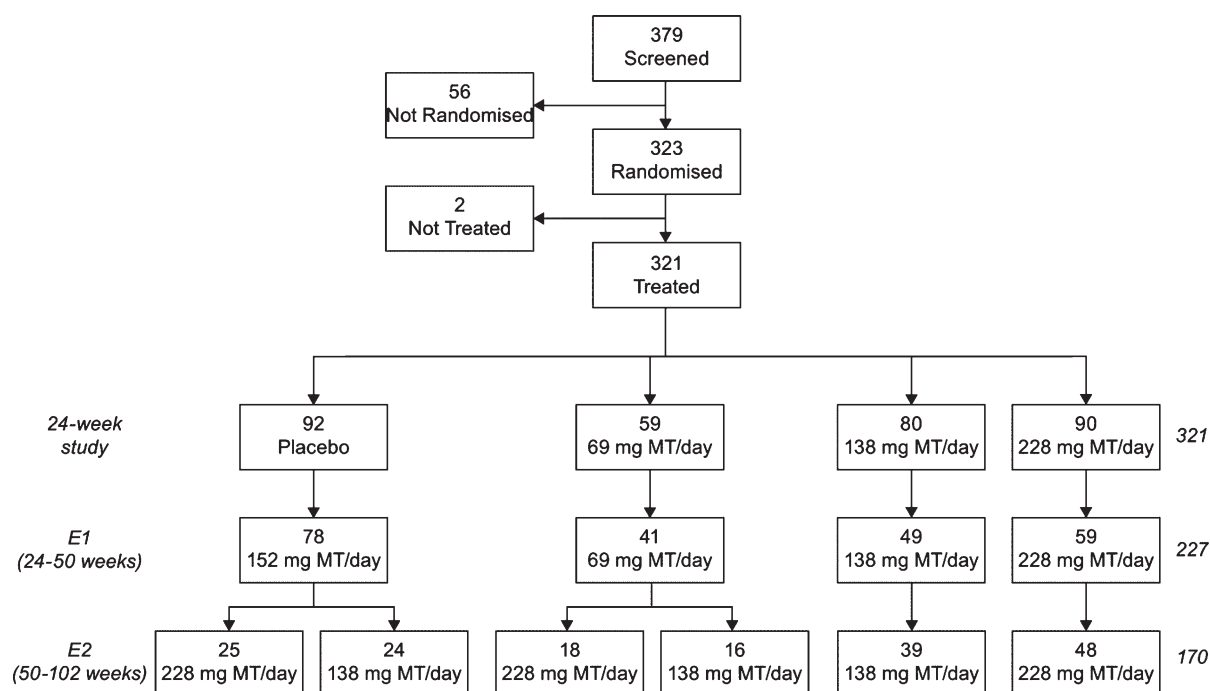 379
Screened
56
Not Randomised
323
Randomised
2
Not Treated
321
Treated
24-week
study
92
Placebo
59
69 mg MT/day
80
138 mg MT/day
90
228 mg MT/day
321
E1
(24-50 weeks)
78
152 mg MT/day
41
69 mg MT/day
49
138 mg MT/day
59
228 mg MT/day
227
E2
(50-102 weeks)
25
228 mg MT/day
24
138 mg MT/day
18
228 mg MT/day
16
138 mg MT/day
39
138 mg MT/day
48
228 mg MT/day
170